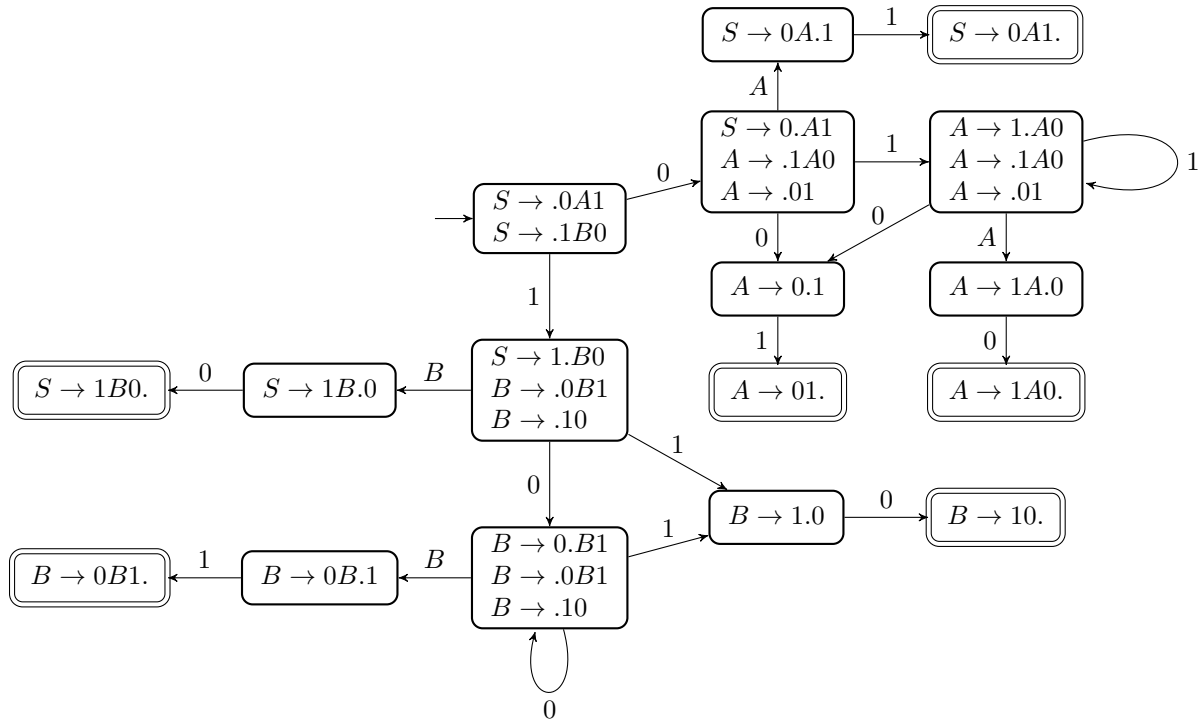 S → 0A.1
1
S → 0A1.
A
S → 0.A1
A → .1A0
A → .01
1
A → 1.A0
A → .1A0
A → .01
1
0
S → .0A1
S → .1B0
0
0
A
1
A → 0.1
A → 1A.0
1
0
S → 1B0.
0
S → 1B.0
B
S → 1.B0
B → .0B1
B → .10
A → 01.
A → 1A0.
1
0
B → 1.0
0
B → 10.
1
B → 0B1.
1
B → 0B.1
B
B → 0.B1
B → .0B1
B → .10
0